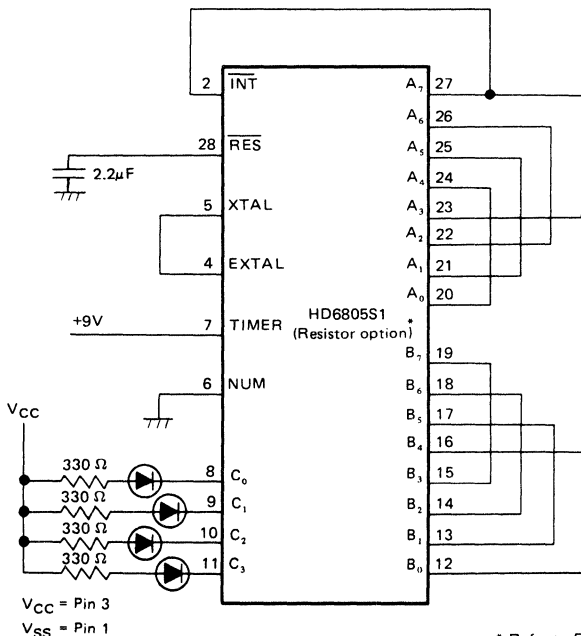 2 INT A₇ 27
A₆ 26
A₅ 25
28 RES A₄ 24
2.2μF A₃ 23
5 XTAL A₂ 22
A₁ 21
4 EXTAL A₀ 20
HD6805S1
(Resistor option) *
+9V 7 TIMER
B₇ 19
6 NUM B₆ 18
B₅ 17
VCC B₄ 16
330 Ω 8 C₀ B₃ 15
330 Ω 9 C₁ B₂ 14
330 Ω 10 C₂ B₁ 13
330 Ω 11 C₃ B₀ 12
VCC = Pin 3
VSS = Pin 1